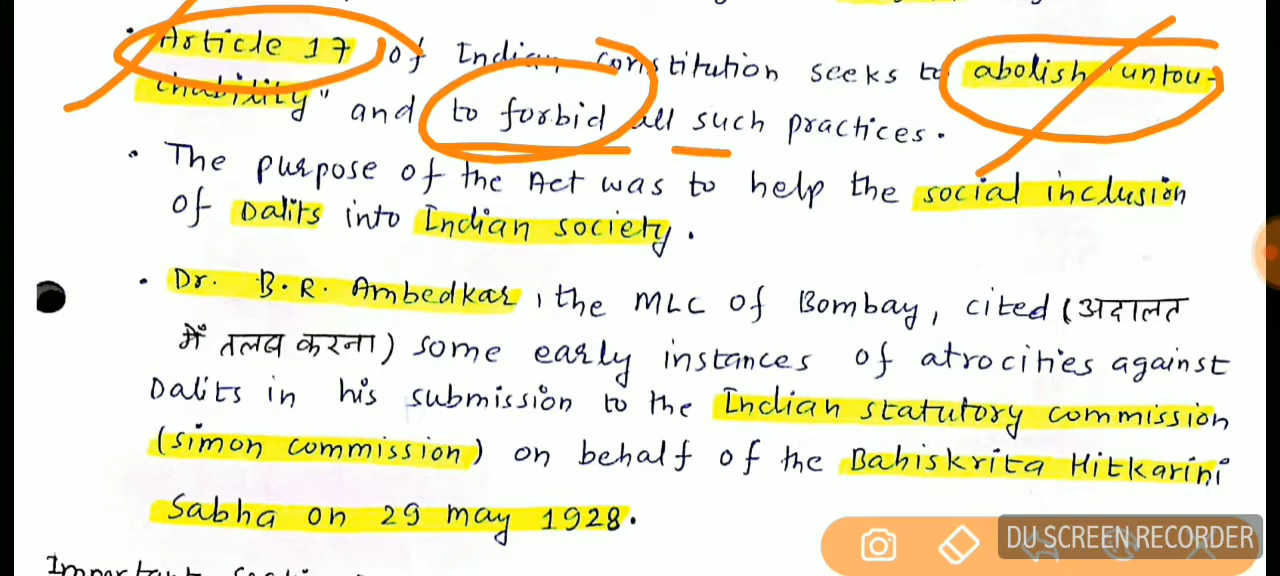 • Article 17 of Indian Constitution seeks to abolish "untou-
chability" and to forbid all such practices.
• The purpose of the Act was to help the social inclusion
of Dalits into Indian society.
• Dr. B.R. Ambedkar, the MLC of Bombay, cited (अदालत
में तलब करना) some early instances of atrocities against
Dalits in his submission to the Indian statutory commission
(simon commission) on behalf of the Bahiskrita Hitkarini
Sabha on 29 may 1928.
DU SCREEN RECORDER
Important